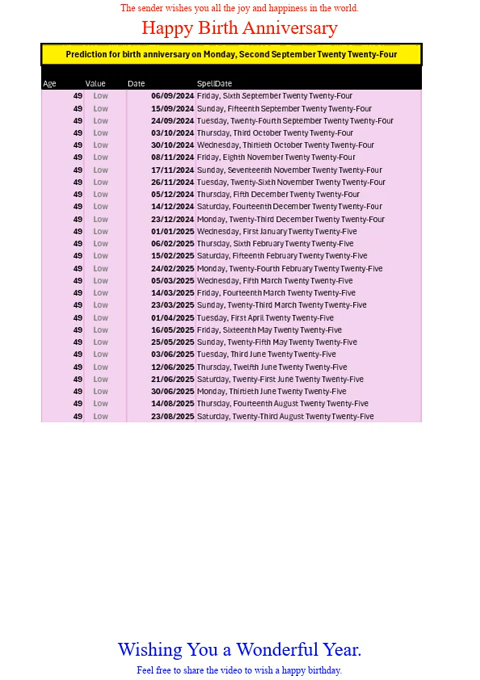 The sender wishes you all the joy and happiness in the world.
Happy Birth Anniversary
Prediction for birth anniversary on Monday, Second September Twenty Twenty-Four
Age Value Date SpellDate
49 Low 06/09/2024 Friday, Sixth September Twenty Twenty-Four
49 Low 15/09/2024 Sunday, Fifteenth September Twenty Twenty-Four
49 Low 24/09/2024 Tuesday, Twenty-Fourth September Twenty Twenty-Four
49 Low 03/10/2024 Thursday, Third October Twenty Twenty-Four
49 Low 30/10/2024 Wednesday, Thirtieth October Twenty Twenty-Four
49 Low 08/11/2024 Friday, Eighth November Twenty Twenty-Four
49 Low 17/11/2024 Sunday, Seventeenth November Twenty Twenty-Four
49 Low 26/11/2024 Tuesday, Twenty-Sixth November Twenty Twenty-Four
49 Low 05/12/2024 Thursday, Fifth December Twenty Twenty-Four
49 Low 14/12/2024 Saturday, Fourteenth December Twenty Twenty-Four
49 Low 23/12/2024 Monday, Twenty-Third December Twenty Twenty-Four
49 Low 01/01/2025 Wednesday, First January Twenty Twenty-Five
49 Low 06/02/2025 Thursday, Sixth February Twenty Twenty-Five
49 Low 15/02/2025 Saturday, Fifteenth February Twenty Twenty-Five
49 Low 24/02/2025 Monday, Twenty-Fourth February Twenty Twenty-Five
49 Low 05/03/2025 Wednesday, Fifth March Twenty Twenty-Five
49 Low 14/03/2025 Friday, Fourteenth March Twenty Twenty-Five
49 Low 23/03/2025 Sunday, Twenty-Third March Twenty Twenty-Five
49 Low 01/04/2025 Tuesday, First April Twenty Twenty-Five
49 Low 16/05/2025 Friday, Sixteenth May Twenty Twenty-Five
49 Low 25/05/2025 Sunday, Twenty-Fifth May Twenty Twenty-Five
49 Low 03/06/2025 Tuesday, Third June Twenty Twenty-Five
49 Low 12/06/2025 Thursday, Twelfth June Twenty Twenty-Five
49 Low 21/06/2025 Saturday, Twenty-First June Twenty Twenty-Five
49 Low 30/06/2025 Monday, Thirtieth June Twenty Twenty-Five
49 Low 14/08/2025 Thursday, Fourteenth August Twenty Twenty-Five
49 Low 23/08/2025 Saturday, Twenty-Third August Twenty Twenty-Five
Wishing You a Wonderful Year.
Feel free to share the video to wish a happy birthday.